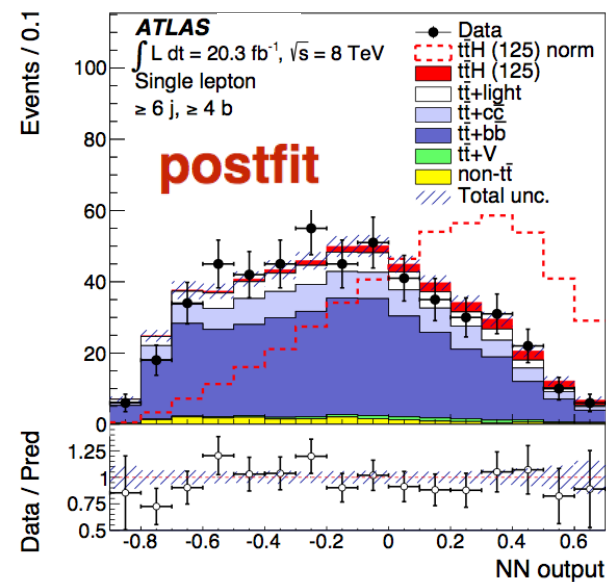 ATLAS
∫ L dt = 20.3 fb⁻¹, √s = 8 TeV
Single lepton
≥ 6 j, ≥ 4 b
postfit
Data
tt̄H (125) norm
tt̄H (125)
tt̄+light
tt̄+cc̄
tt̄+bb̄
tt̄+V
non-tt̄
Total unc.
Events / 0.1
100
80
60
40
20
0
Data / Pred
1.25
1
0.75
0.5
-0.8 -0.6 -0.4 -0.2 0 0.2 0.4 0.6
NN output